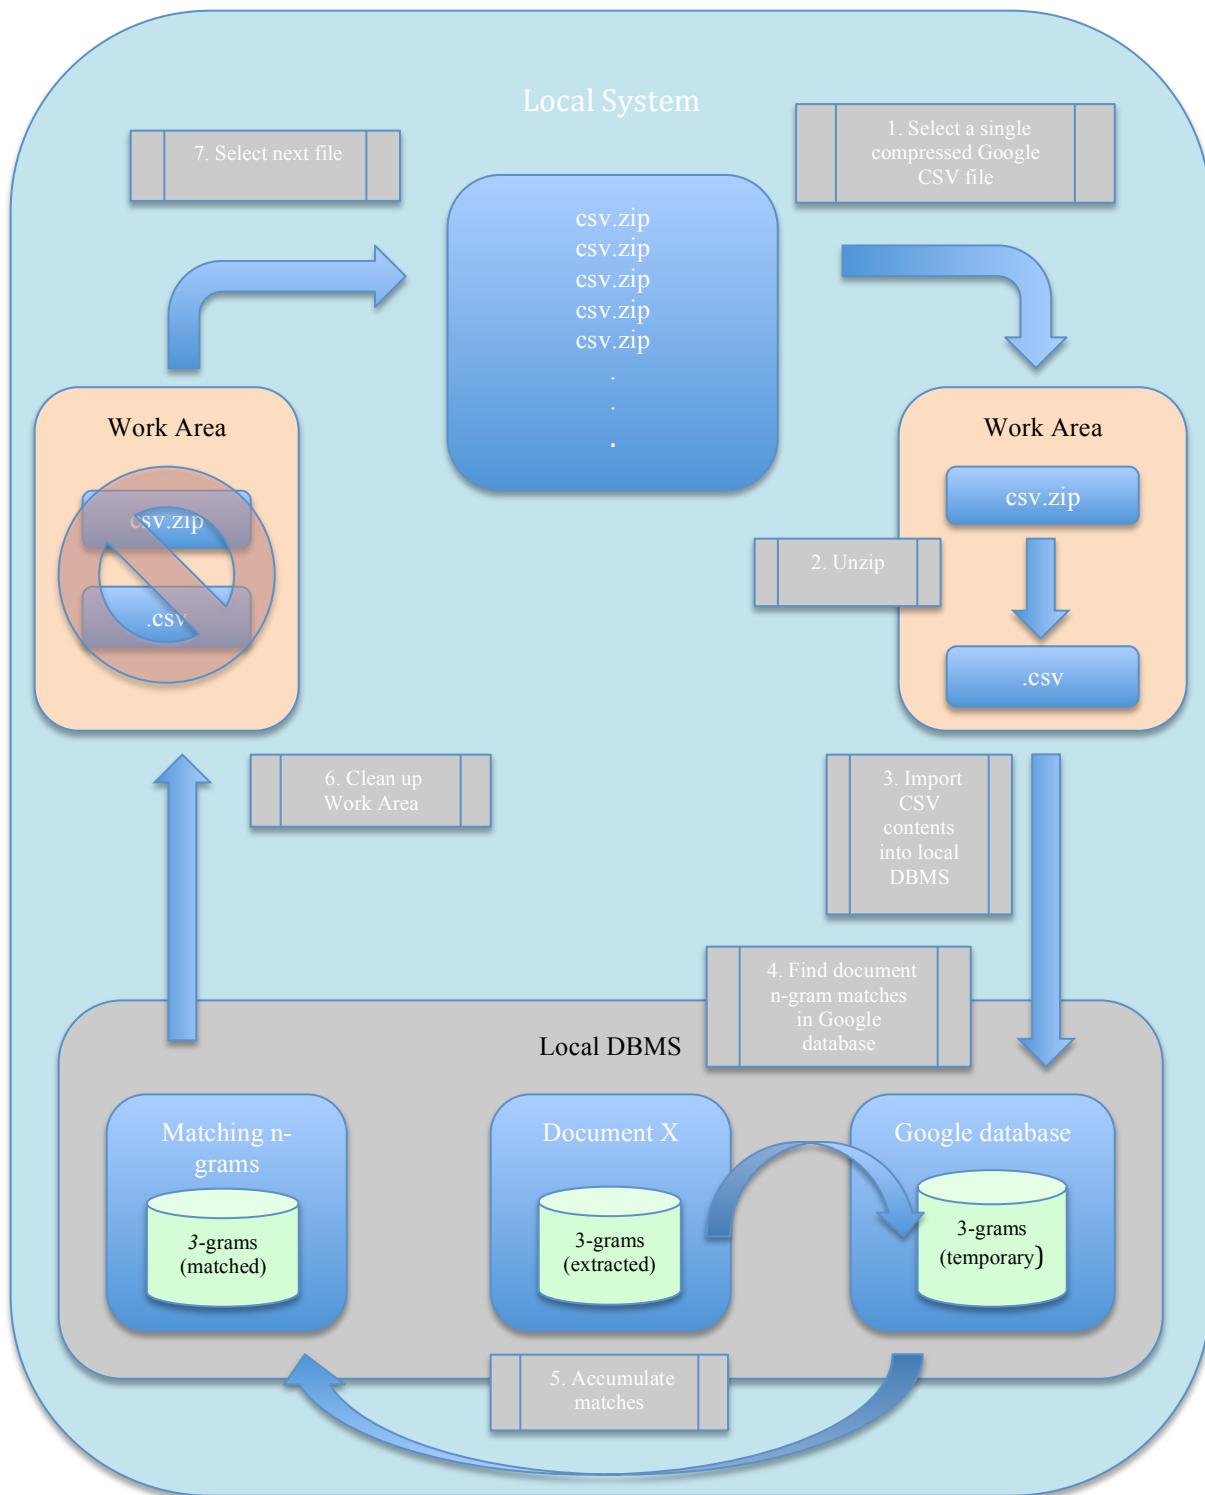 Local System
7. Select next file
1. Select a single
compressed Google
CSV file
csv.zip
csv.zip
csv.zip
csv.zip
csv.zip
.
.
.
Work Area
csv.zip
.csv
Work Area
csv.zip
2. Unzip
.csv
6. Clean up
Work Area
3. Import
CSV
contents
into local
DBMS
4. Find document
n-gram matches
in Google
database
Local DBMS
Matching n-
grams
3-grams
(matched)
Document X
3-grams
(extracted)
Google database
3-grams
(temporary)
5. Accumulate
matches